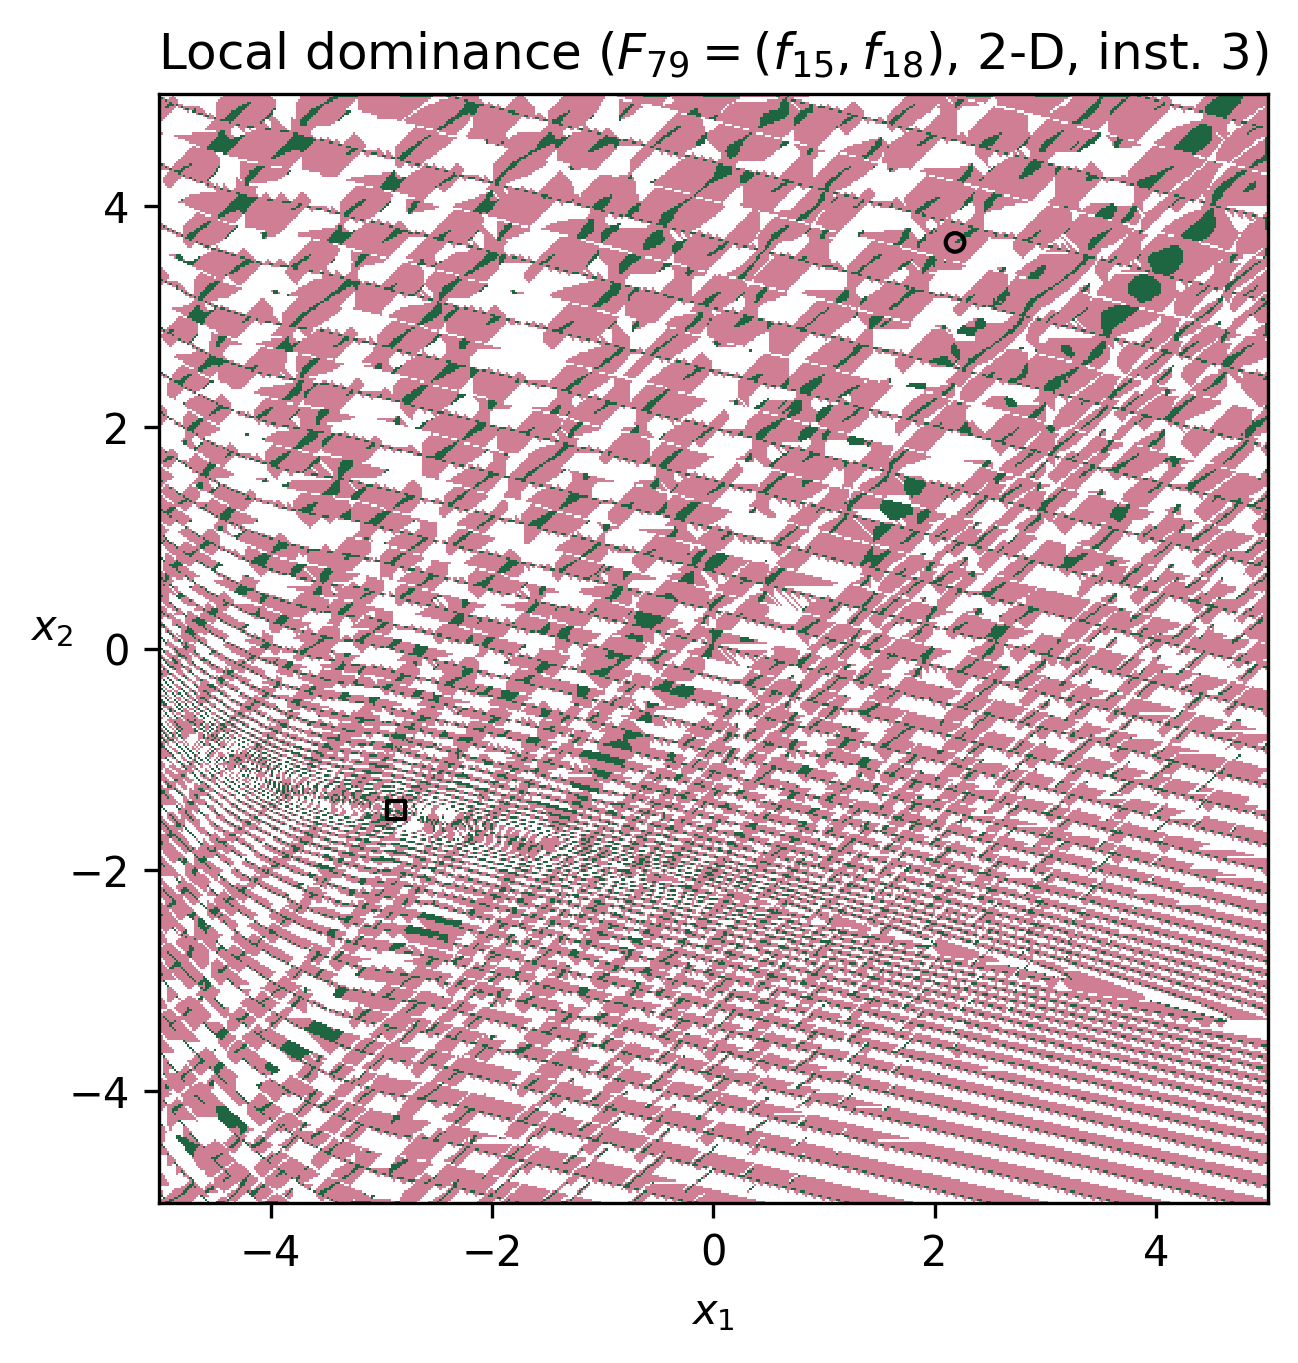 Local dominance (F₇₉ = (f₁₅, f₁₈), 2-D, inst. 3)
4
2
x₂
0
−2
−4
−4 −2 0 2 4
x₁